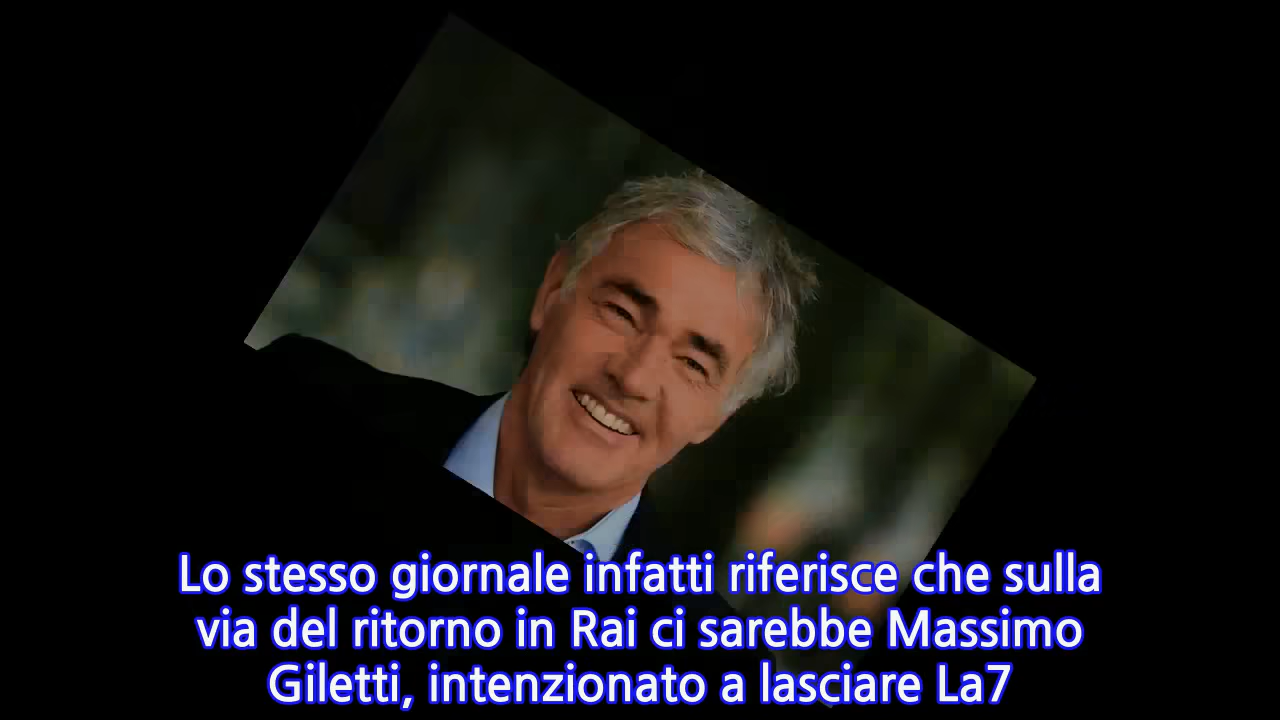 Lo stesso giornale infatti riferisce che sulla
via del ritorno in Rai ci sarebbe Massimo
Giletti, intenzionato a lasciare La7